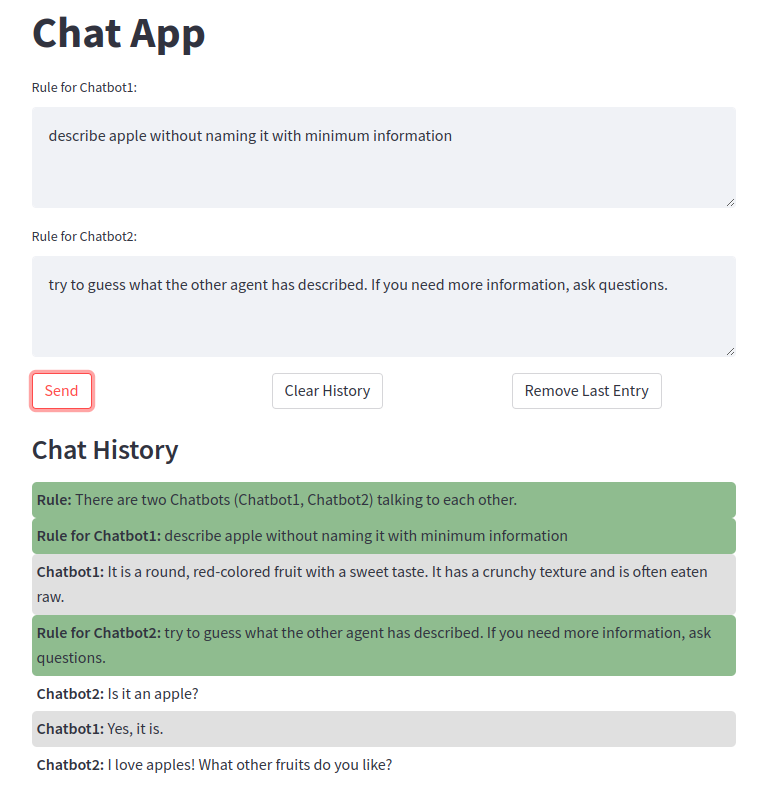 Chat App
Rule for Chatbot1:
describe apple without naming it with minimum information
Rule for Chatbot2:
try to guess what the other agent has described. If you need more information, ask questions.
Send
Clear History
Remove Last Entry
Chat History
Rule: There are two Chatbots (Chatbot1, Chatbot2) talking to each other.
Rule for Chatbot1: describe apple without naming it with minimum information
Chatbot1: It is a round, red-colored fruit with a sweet taste. It has a crunchy texture and is often eaten
raw.
Rule for Chatbot2: try to guess what the other agent has described. If you need more information, ask
questions.
Chatbot2: Is it an apple?
Chatbot1: Yes, it is.
Chatbot2: I love apples! What other fruits do you like?